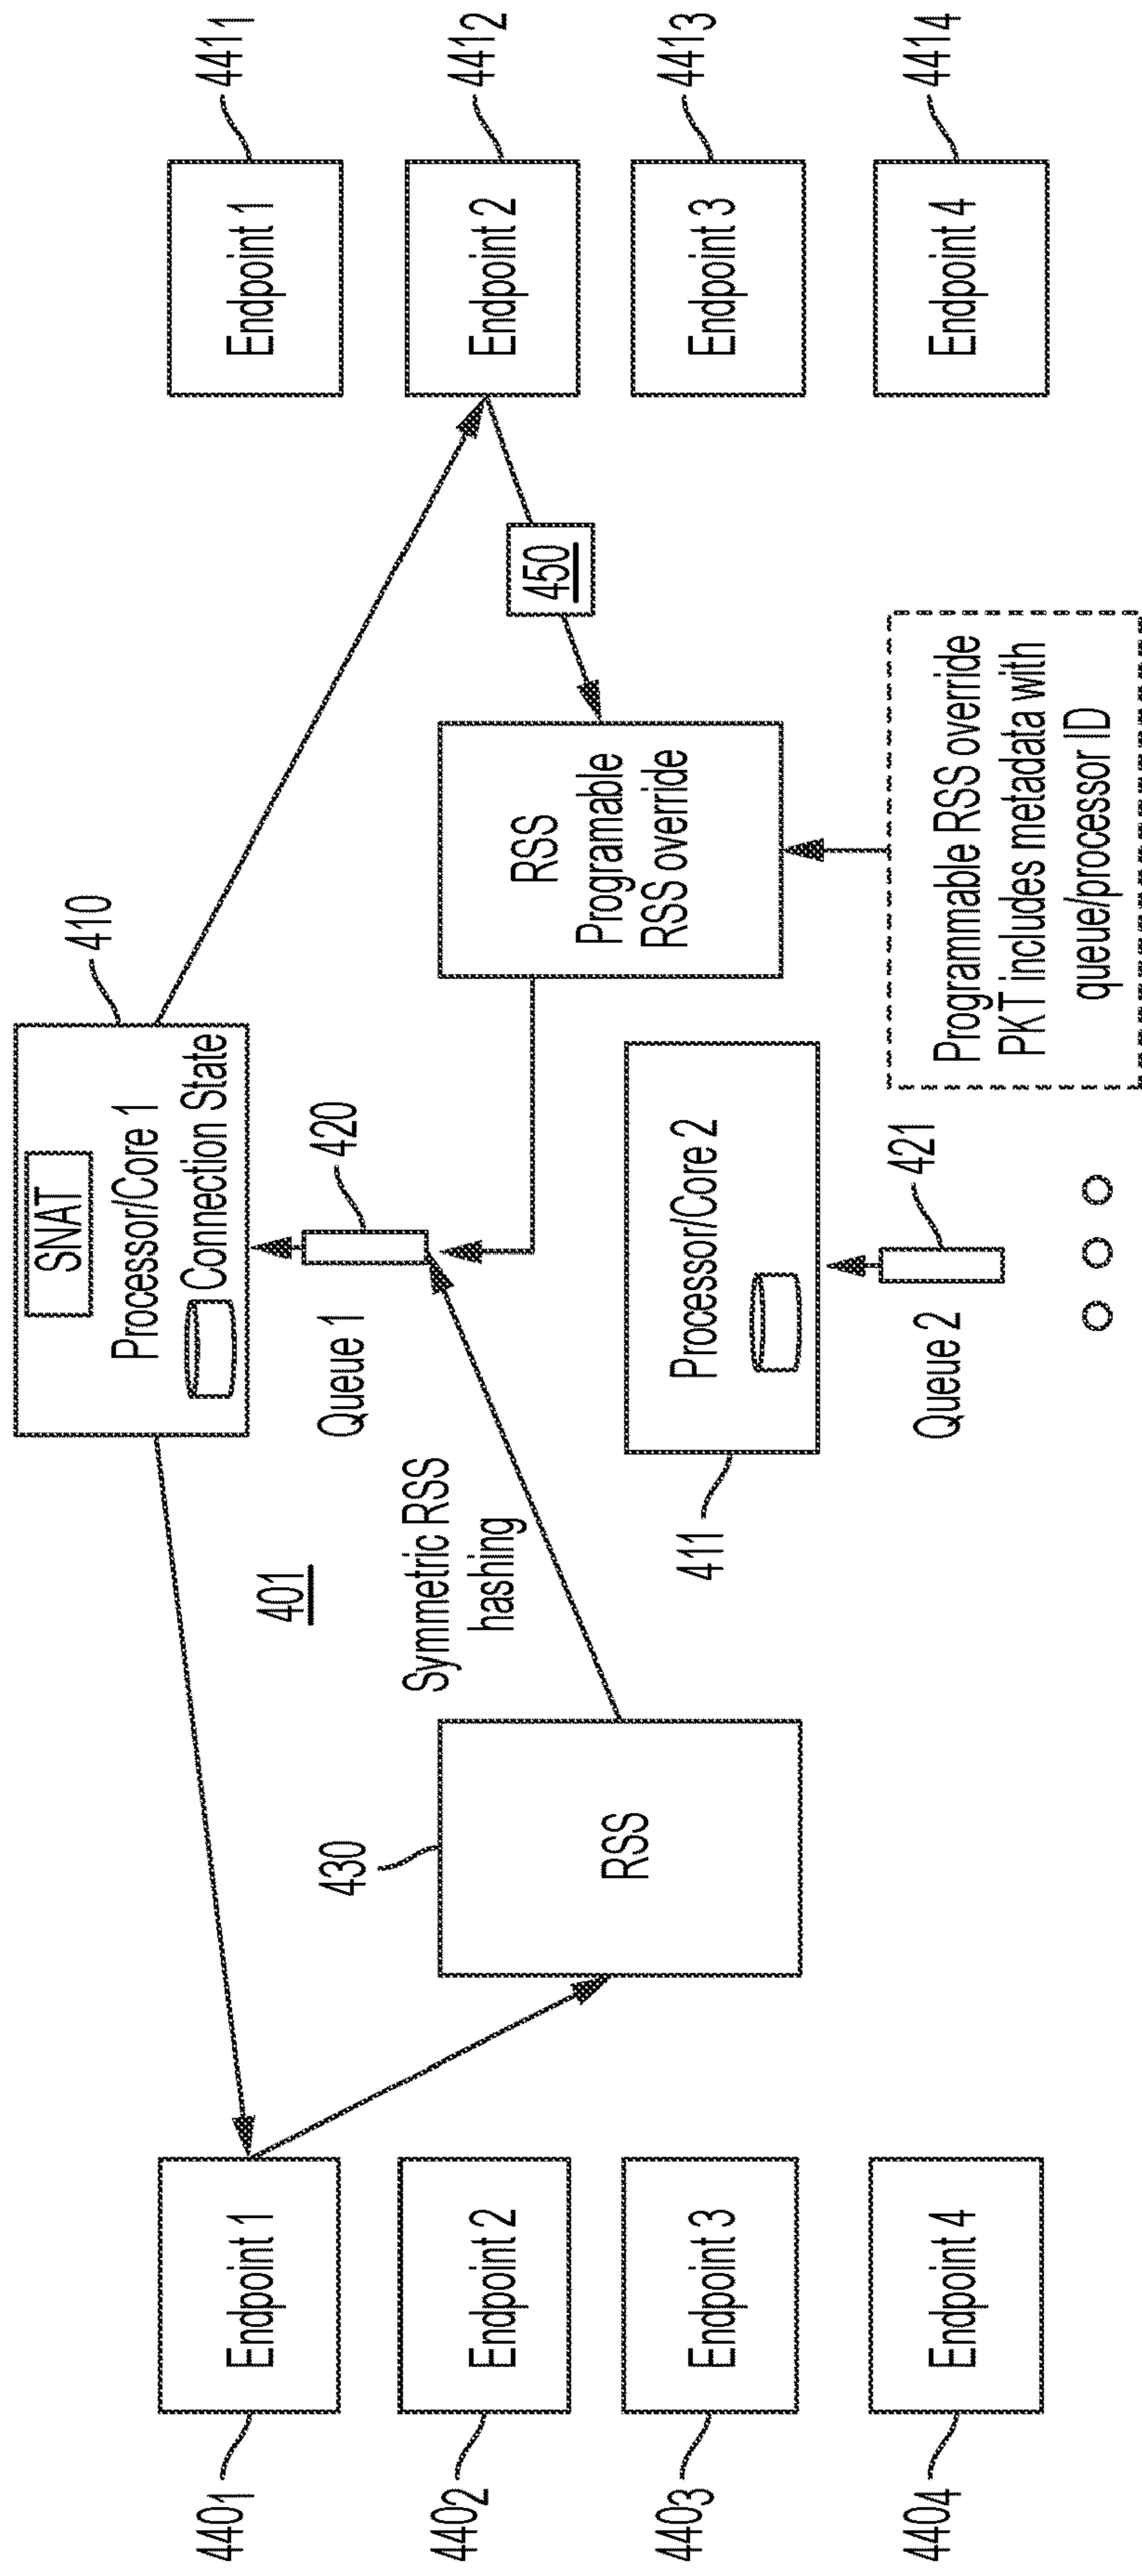 410
SNAT
Processor/Core 1
Connection State
4401
Endpoint 1
Endpoint 1
4411
401
Queue 1
420
4402
Endpoint 2
Symmetric RSS
hashing
450
Endpoint 2
4412
430
RSS
RSS
Programable
RSS override
4403
Endpoint 3
Endpoint 3
4413
411
Processor/Core 2
4404
Endpoint 4
Queue 2
421
Programmable RSS override
PKT includes metadata with
queue/processor ID
Endpoint 4
4414